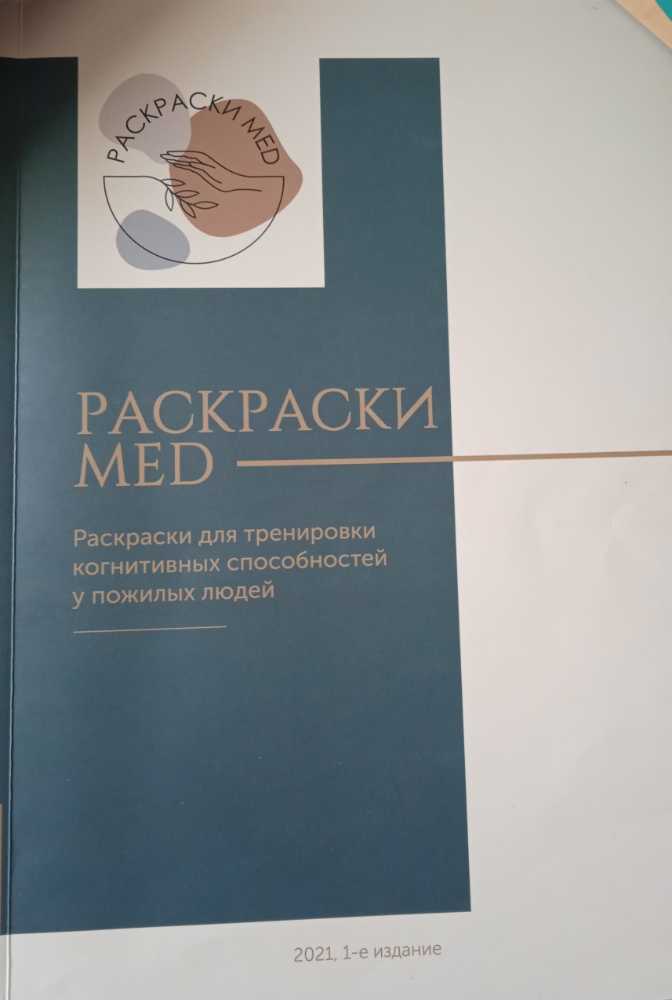 РАСКРАСКИ MED
РАСКРАСКИ
MED
Раскраски для тренировки
когнитивных способностей
у пожилых людей
2021, 1-е издание